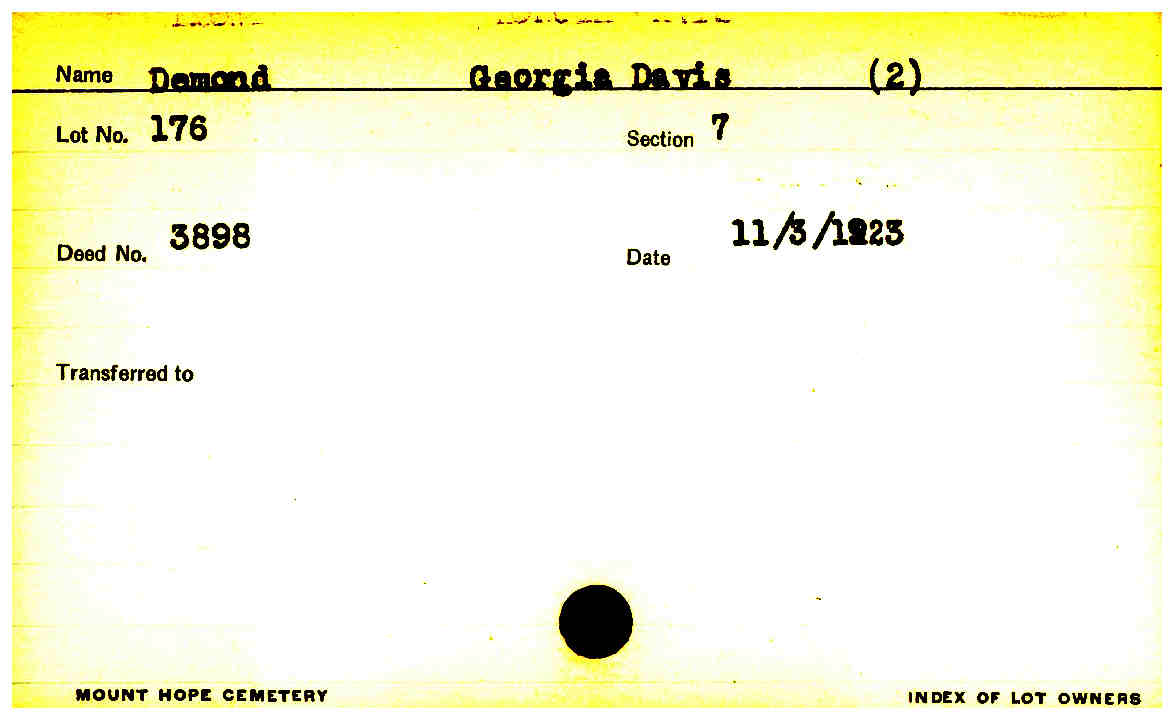 Name Demond Georgia Davis (2)
Lot No. 176 Section 7
Deed No. 3898 Date 11/3/1923
Transferred to
MOUNT HOPE CEMETERY INDEX OF LOT OWNERS